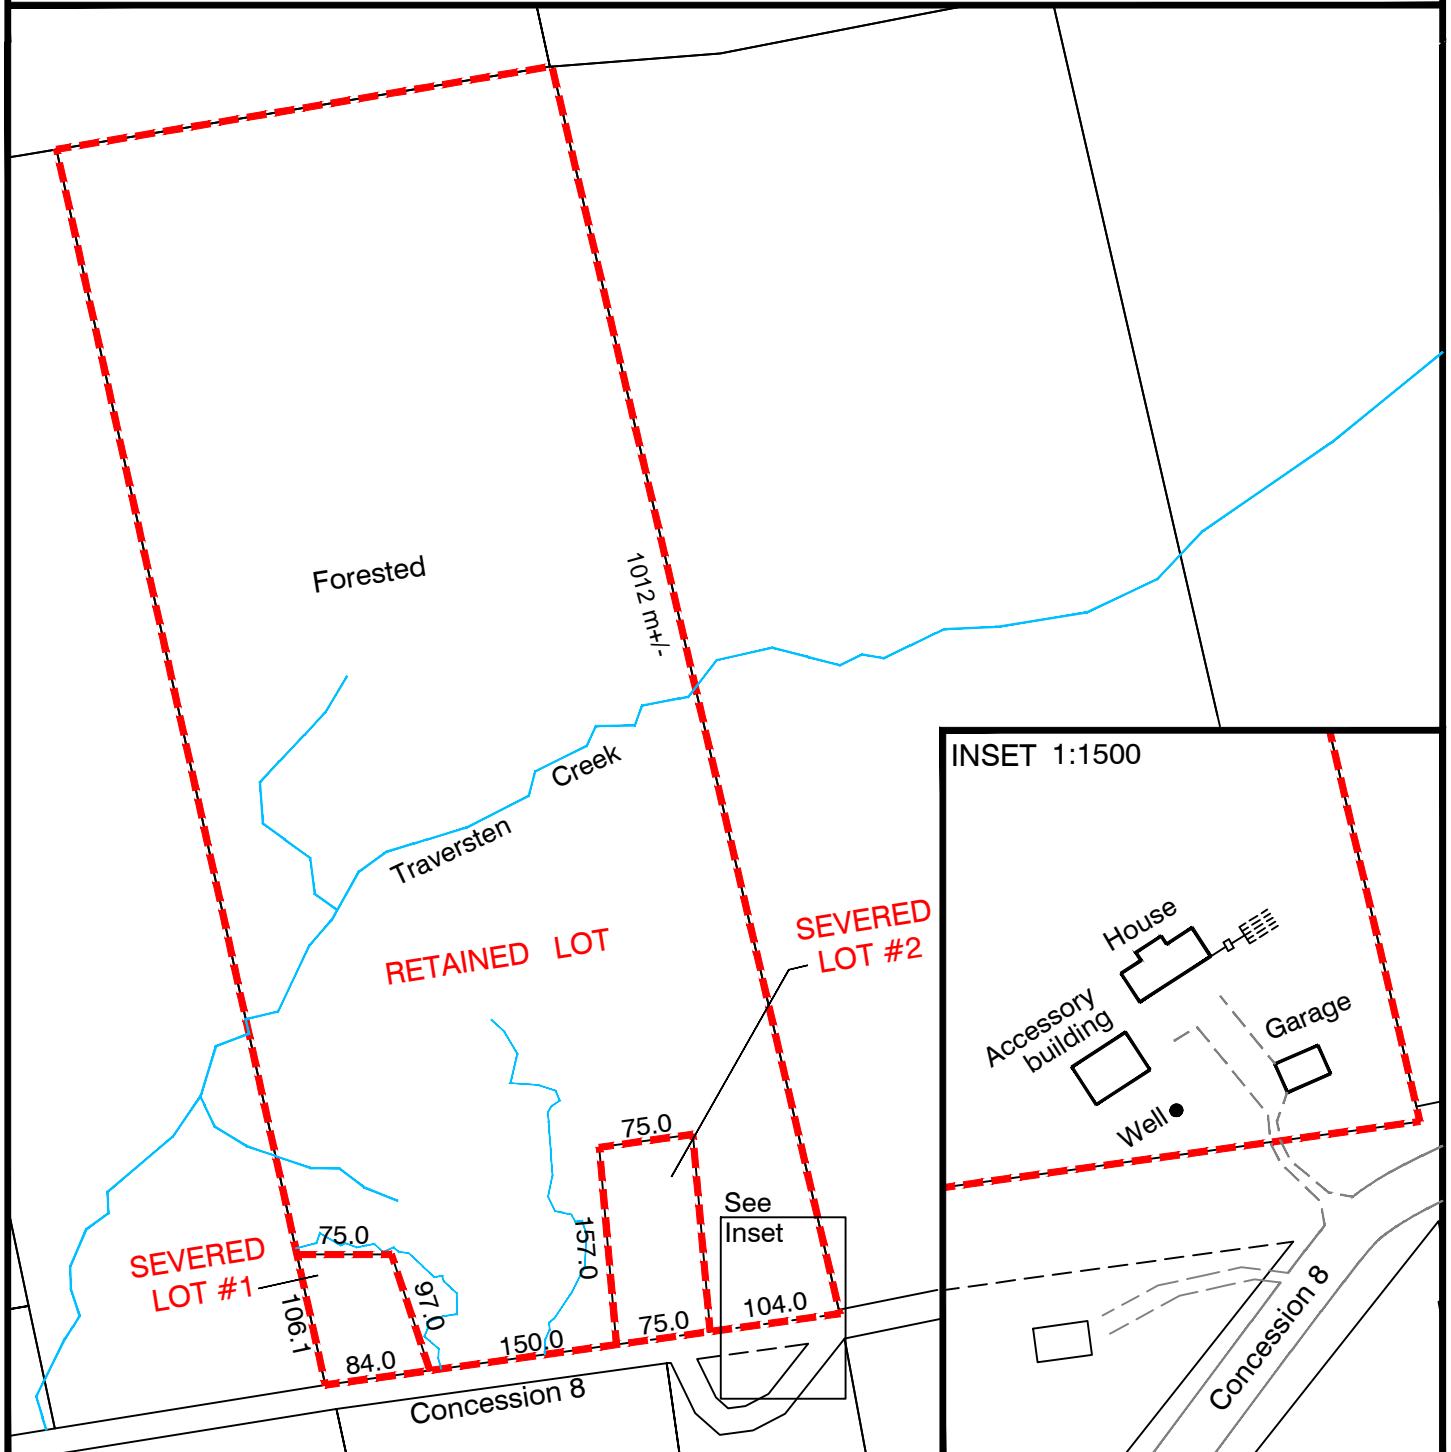 Forested
1012 m+/-
Creek
Traversten
RETAINED LOT
SEVERED
LOT #2
75.0
157.0
See
Inset
SEVERED
LOT #1
75.0
106.1
97.0
84.0
150.0
75.0
104.0
Concession 8
INSET 1:1500
House
Accessory
building
Garage
Well
Concession 8